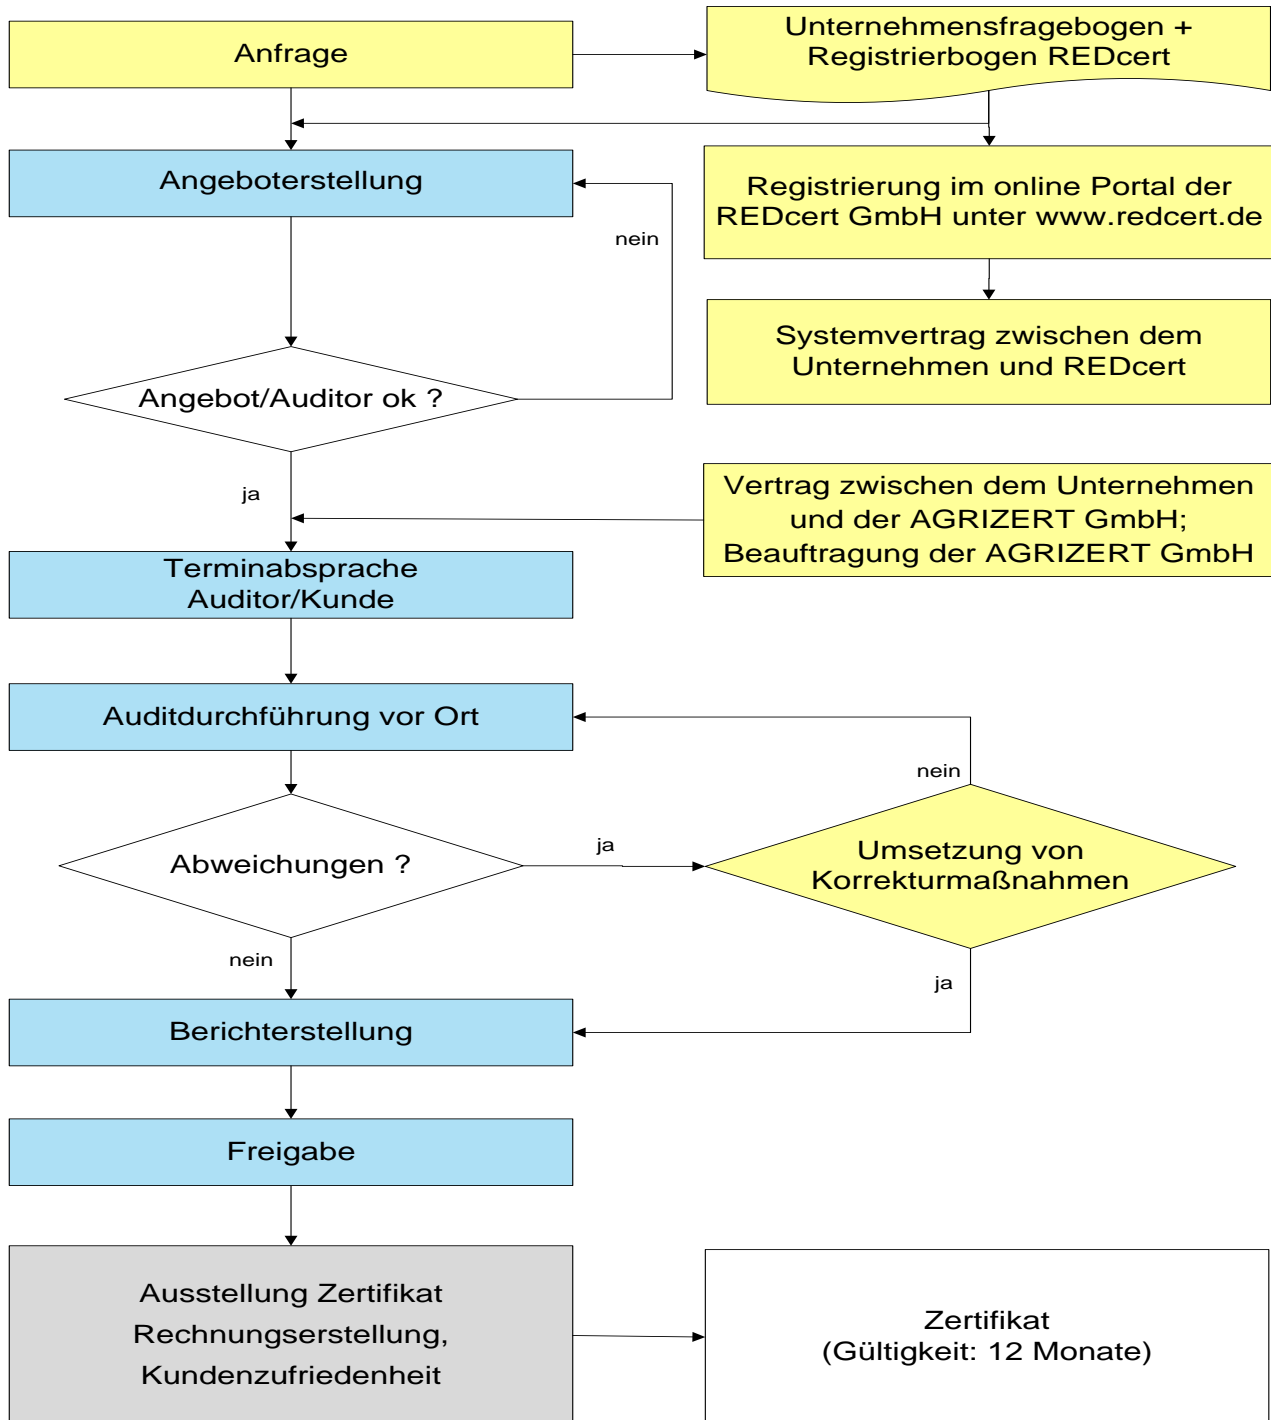 Anfrage
Unternehmensfragebogen +
Registrierbogen REDcert
Angeboterstellung
nein
Registrierung im online Portal der
REDcert GmbH unter www.redcert.de
Systemvertrag zwischen dem
Unternehmen und REDcert
Angebot/Auditor ok ?
ja
Vertrag zwischen dem Unternehmen
und der AGRIZERT GmbH;
Beauftragung der AGRIZERT GmbH
Terminabsprache
Auditor/Kunde
Auditdurchführung vor Ort
nein
Abweichungen ?
ja
Umsetzung von
Korrekturmaßnahmen
nein
ja
Berichterstellung
Freigabe
Ausstellung Zertifikat
Rechnungserstellung,
Kundenzufriedenheit
Zertifikat
(Gültigkeit: 12 Monate)